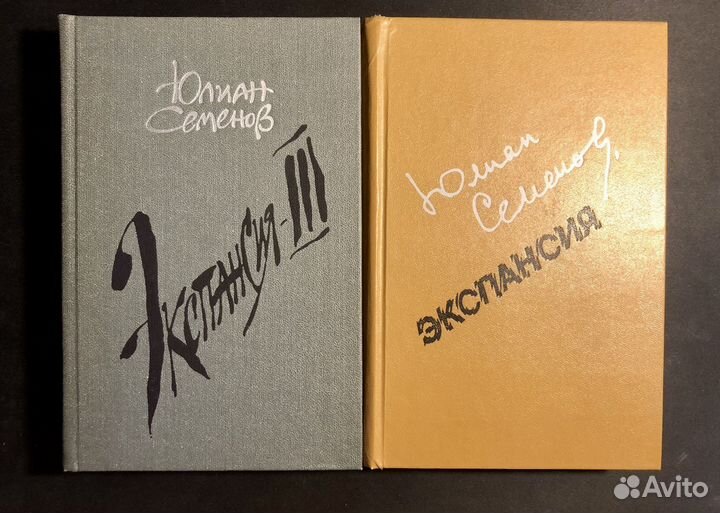 Юлиан
Семенов
Экспансия-III
Юлиан
Семенов
ЭКСПАНСИЯ
Avito